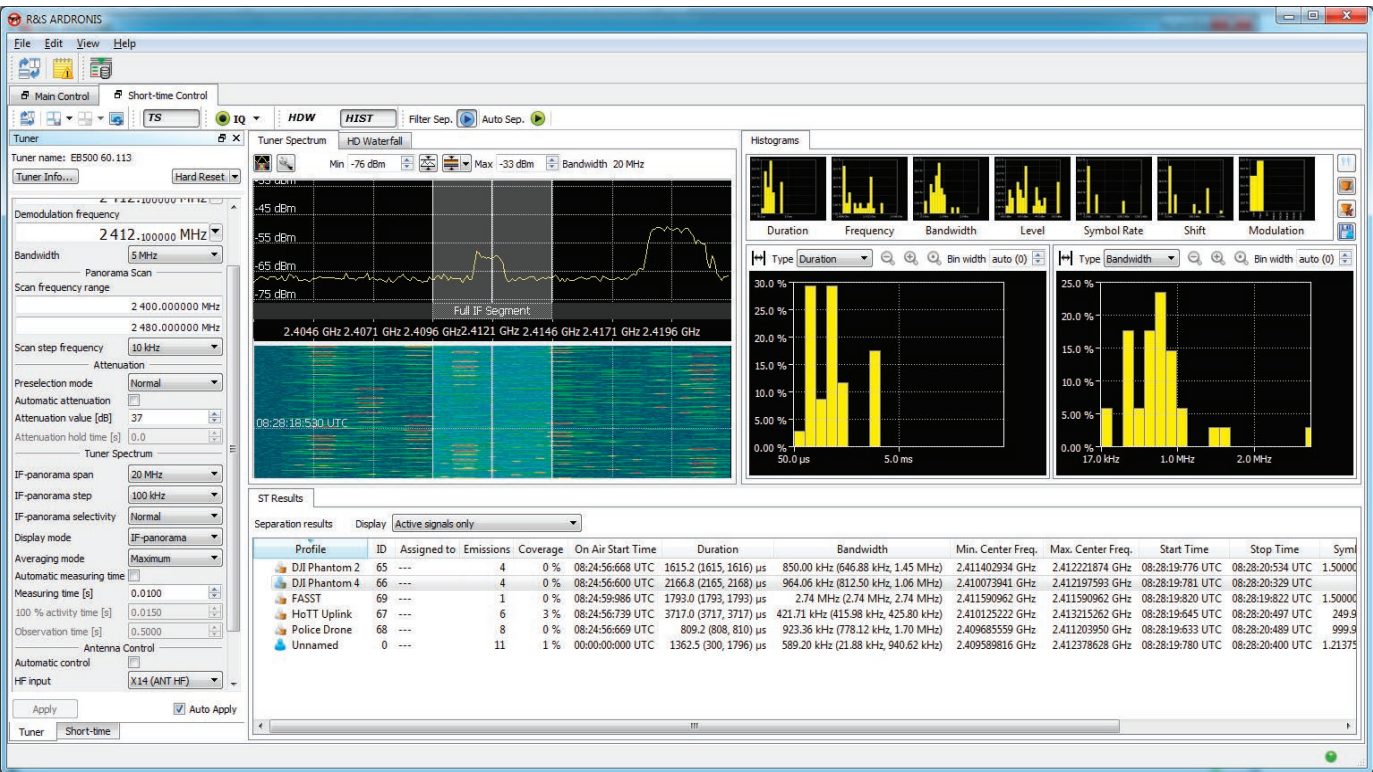 R&S ARDRONIS
File Edit View Help
Main Control Short-time Control
TS IQ HDW HIST Filter Sep. Auto Sep.
Tuner
Tuner name: EB500 60.113
Tuner Info... Hard Reset
Demodulation frequency
2 412.100000 MHz
Bandwidth 5 MHz
Panorama Scan
Scan frequency range
2 400.000000 MHz
2 480.000000 MHz
Scan step frequency 10 kHz
Attenuation
Preselection mode Normal
Automatic attenuation
Attenuation value [dB] 37
Attenuation hold time [s] 0.0
Tuner Spectrum
IF-panorama span 20 MHz
IF-panorama step 100 kHz
IF-panorama selectivity Normal
Display mode IF-panorama
Averaging mode Maximum
Automatic measuring time
Measuring time [s] 0.0100
100 % activity time [s] 0.0150
Observation time [s] 0.5000
Antenna Control
Automatic control
HF input X14 (ANT HF)
Apply Auto Apply
Tuner Short-time
Tuner Spectrum HD Waterfall
Min -76 dBm Max -33 dBm Bandwidth 20 MHz
-45 dBm
-55 dBm
-65 dBm
-75 dBm
Full IF Segment
2.4046 GHz 2.4071 GHz 2.4096 GHz 2.4121 GHz 2.4146 GHz 2.4171 GHz 2.4196 GHz
08:28:18:530 UTC
Histograms
Duration Frequency Bandwidth Level Symbol Rate Shift Modulation
Type Duration Bin width auto (0)
30.0 %
25.0 %
20.0 %
15.0 %
10.0 %
5.00 %
0.00 %
50.0 µs 5.0 ms
Type Bandwidth Bin width auto (0)
25.0 %
20.0 %
15.0 %
10.0 %
5.00 %
0.00 %
17.0 kHz 1.0 MHz 2.0 MHz
ST Results
Separation results Display Active signals only
Profile ID Assigned to Emissions Coverage On Air Start Time Duration Bandwidth Min. Center Freq. Max. Center Freq. Start Time Stop Time Syml
DJI Phantom 2 65 --- 4 0 % 08:24:56:668 UTC 1615.2 (1615, 1616) µs 850.00 kHz (646.88 kHz, 1.45 MHz) 2.411402934 GHz 2.412221874 GHz 08:28:19:776 UTC 08:28:20:534 UTC 1.50000
DJI Phantom 4 66 --- 4 0 % 08:24:56:600 UTC 2166.8 (2165, 2168) µs 964.06 kHz (812.50 kHz, 1.06 MHz) 2.410073941 GHz 2.412197593 GHz 08:28:19:781 UTC 08:28:20:329 UTC
FASST 69 --- 1 0 % 08:24:59:986 UTC 1793.0 (1793, 1793) µs 2.74 MHz (2.74 MHz, 2.74 MHz) 2.411590962 GHz 2.411590962 GHz 08:28:19:820 UTC 08:28:19:822 UTC 1.50000
HoTT Uplink 67 --- 6 3 % 08:24:56:739 UTC 3717.0 (3717, 3717) µs 421.71 kHz (415.98 kHz, 425.80 kHz) 2.410125222 GHz 2.413215262 GHz 08:28:19:645 UTC 08:28:20:497 UTC 249.9
Police Drone 68 --- 8 0 % 08:24:56:669 UTC 809.2 (808, 810) µs 923.36 kHz (778.12 kHz, 1.70 MHz) 2.409685559 GHz 2.411203950 GHz 08:28:19:633 UTC 08:28:20:489 UTC 999.9
Unnamed 0 --- 11 1 % 00:00:00:000 UTC 1362.5 (300, 1796) µs 589.20 kHz (21.88 kHz, 940.62 kHz) 2.409589816 GHz 2.412378628 GHz 08:28:19:780 UTC 08:28:20:400 UTC 1.21375